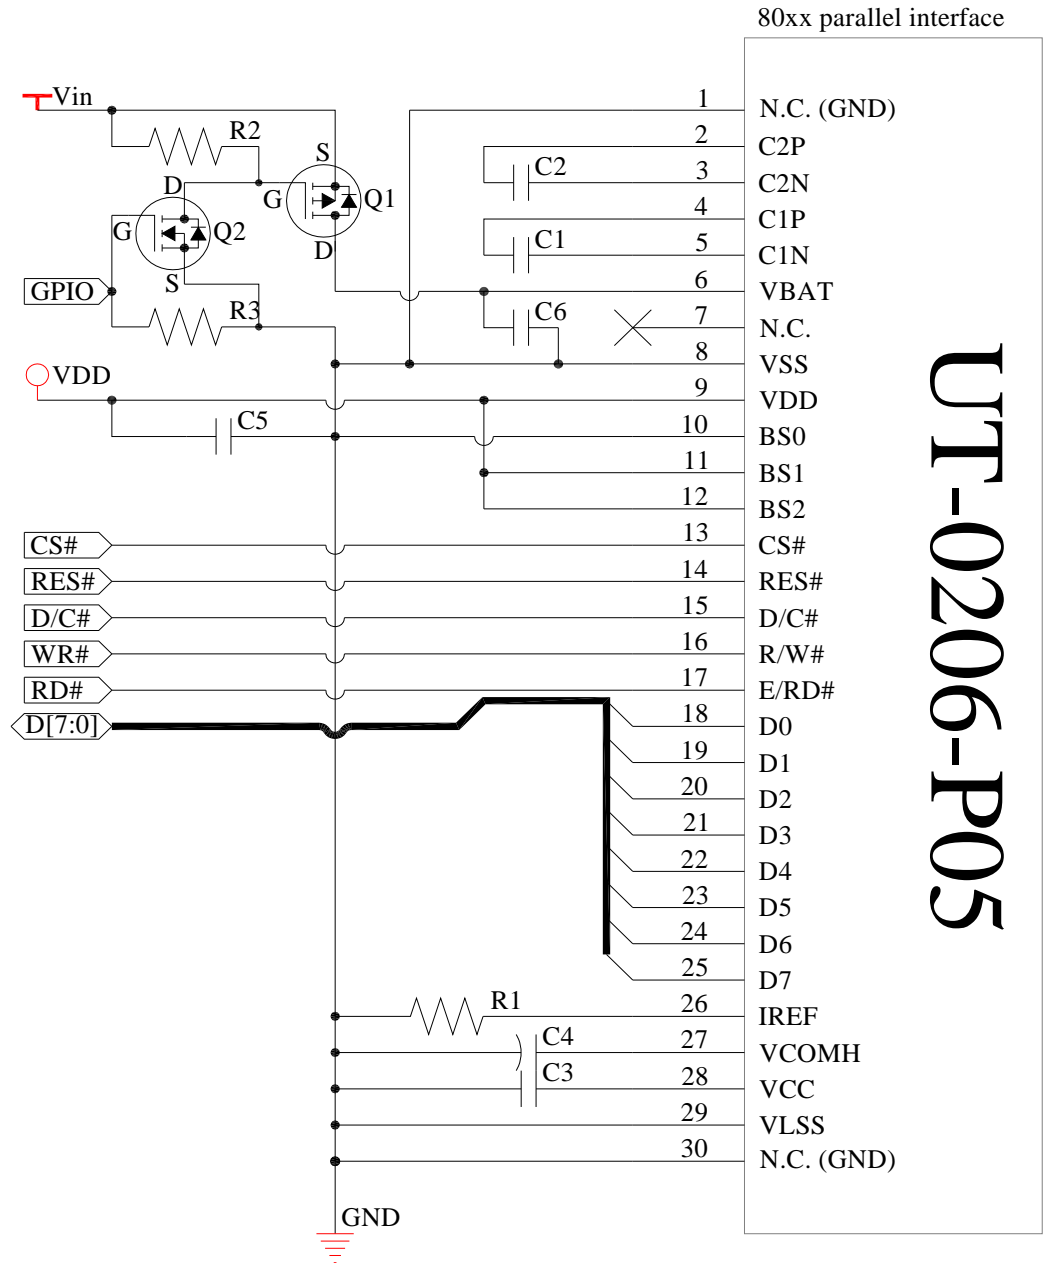 80xx parallel interface
Vin
1
N.C. (GND)
R2
2
C2P
S
C2
3
C2N
D
G
Q1
4
C1P
G
Q2
D
C1
5
C1N
S
GPIO
6
VBAT
R3
C6
7
N.C.
8
VSS
VDD
9
VDD
C5
10
BS0
11
BS1
12
BS2
CS#
13
CS#
RES#
14
RES#
D/C#
15
D/C#
WR#
16
R/W#
RD#
17
E/RD#
D[7:0]
18
D0
19
D1
20
D2
21
D3
22
D4
23
D5
24
D6
25
D7
R1
26
IREF
C4
27
VCOMH
C3
28
VCC
29
VLSS
30
N.C. (GND)
GND
UT-0206-P05